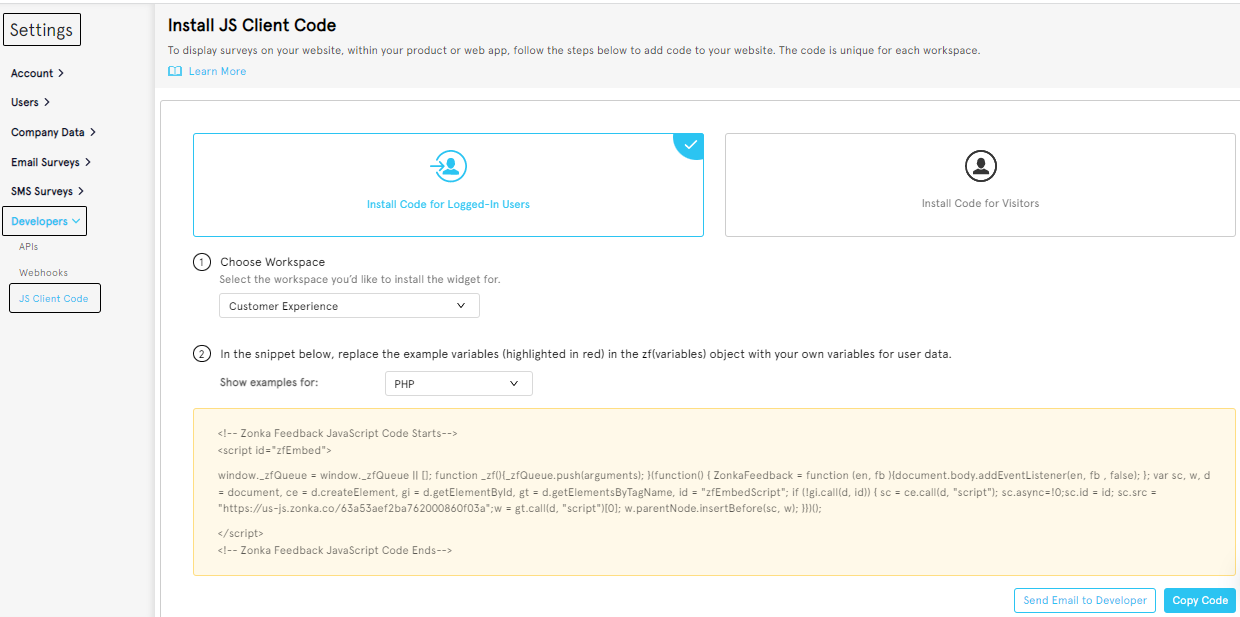 Settings
Account
Users
Company Data
Email Surveys
SMS Surveys
Developers
APIs
Webhooks
JS Client Code
Install JS Client Code
To display surveys on your website, within your product or web app, follow the steps below to add code to your website. The code is unique for each workspace.
Learn More
Install Code for Logged-In Users
Install Code for Visitors
1 Choose Workspace
Select the workspace you'd like to install the widget for.
Customer Experience
2 In the snippet below, replace the example variables (highlighted in red) in the zf(variables) object with your own variables for user data.
Show examples for: PHP
<!-- Zonka Feedback JavaScript Code Starts-->
<script id="zfEmbed">
window._zfQueue = window._zfQueue || []; function _zf(){_zfQueue.push(arguments); }(function() { ZonkaFeedback = function (en, fb ){document.body.addEventListener(en, fb , false); }; var sc, w, d
= document, ce = d.createElement, gi = d.getElementById, gt = d.getElementsByTagName, id = "zfEmbedScript"; if (!gi.call(d, id)) { sc = ce.call(d, "script"); sc.async=!0;sc.id = id; sc.src =
"https://us-js.zonka.co/63a53aef2ba762000860f03a";w = gt.call(d, "script")[0]; w.parentNode.insertBefore(sc, w); }})();
</script>
<!-- Zonka Feedback JavaScript Code Ends-->
Send Email to Developer
Copy Code